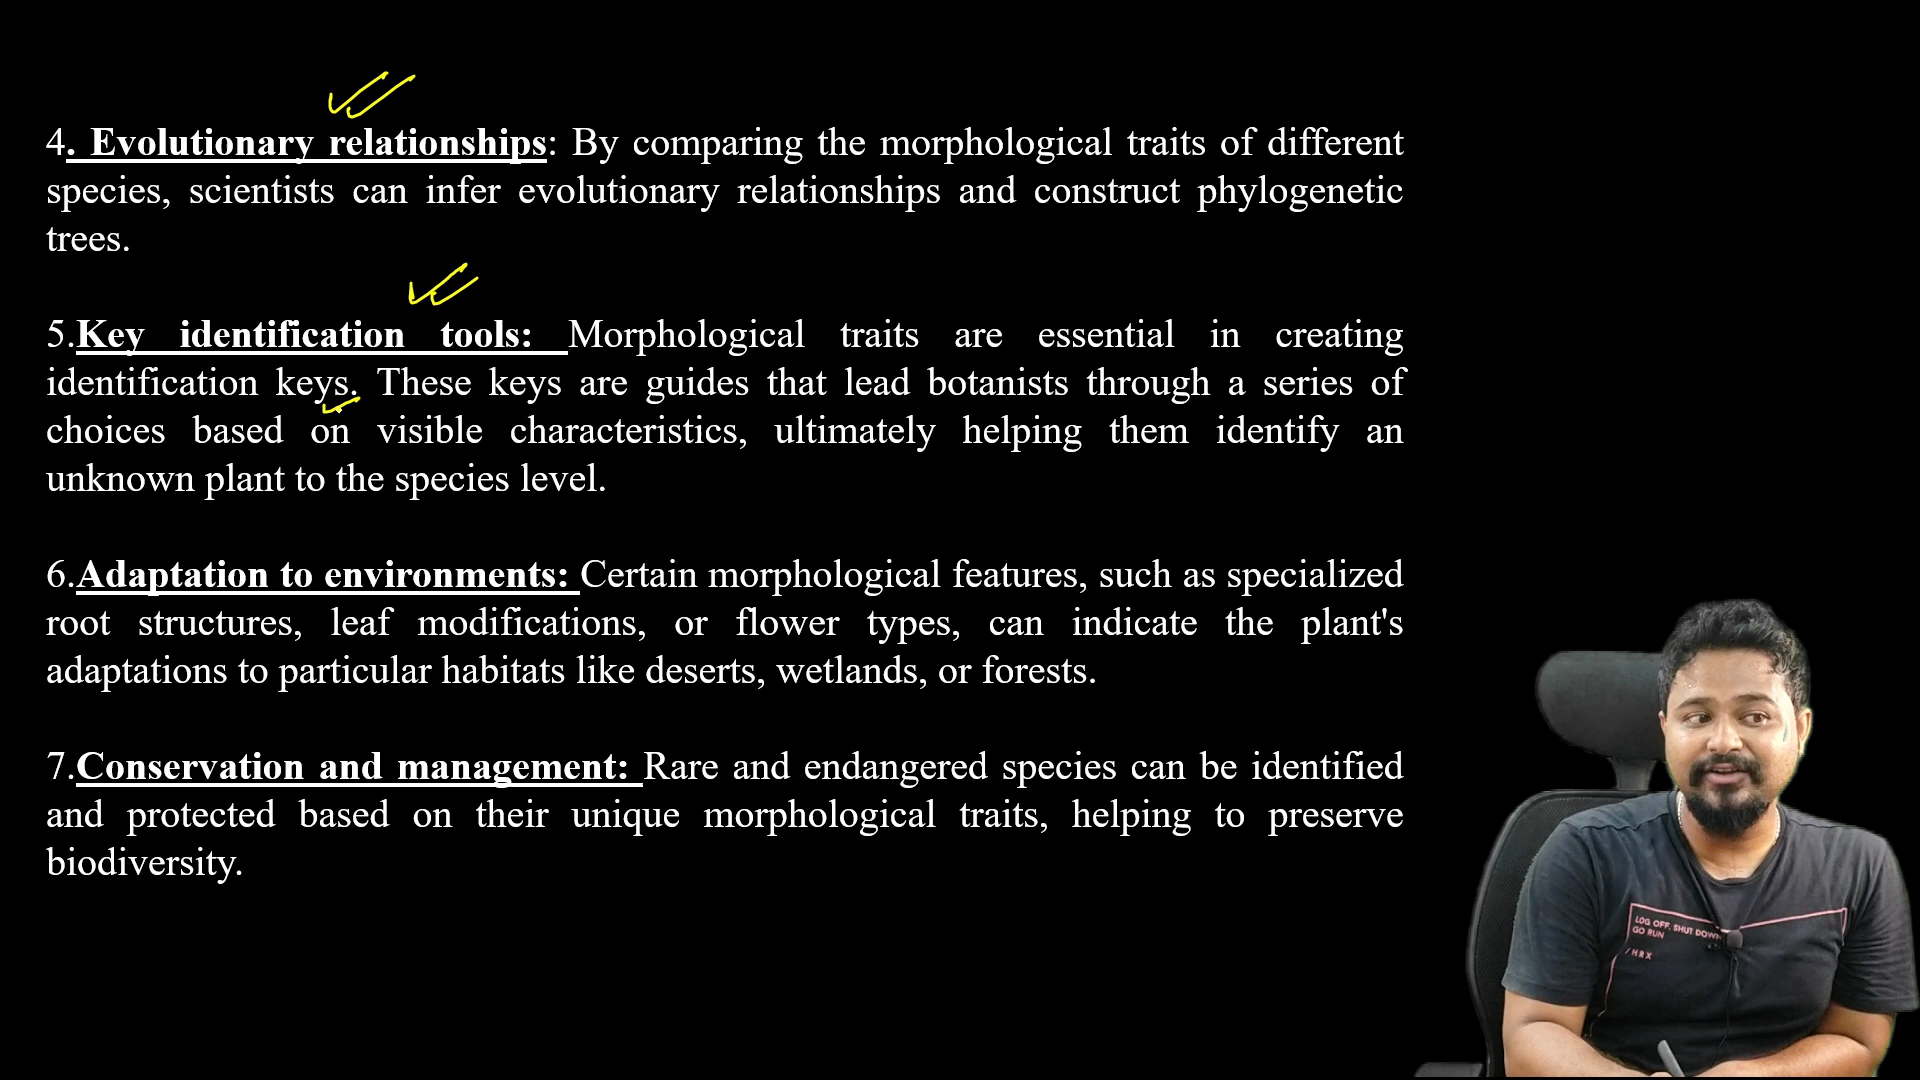 4. Evolutionary relationships: By comparing the morphological traits of different
species, scientists can infer evolutionary relationships and construct phylogenetic
trees.
5.Key identification tools: Morphological traits are essential in creating
identification keys. These keys are guides that lead botanists through a series of
choices based on visible characteristics, ultimately helping them identify an
unknown plant to the species level.
6.Adaptation to environments: Certain morphological features, such as specialized
root structures, leaf modifications, or flower types, can indicate the plant's
adaptations to particular habitats like deserts, wetlands, or forests.
7.Conservation and management: Rare and endangered species can be identified
and protected based on their unique morphological traits, helping to preserve
biodiversity.
LOG OFF, SHUT DOWN
GO RUN
/HRX